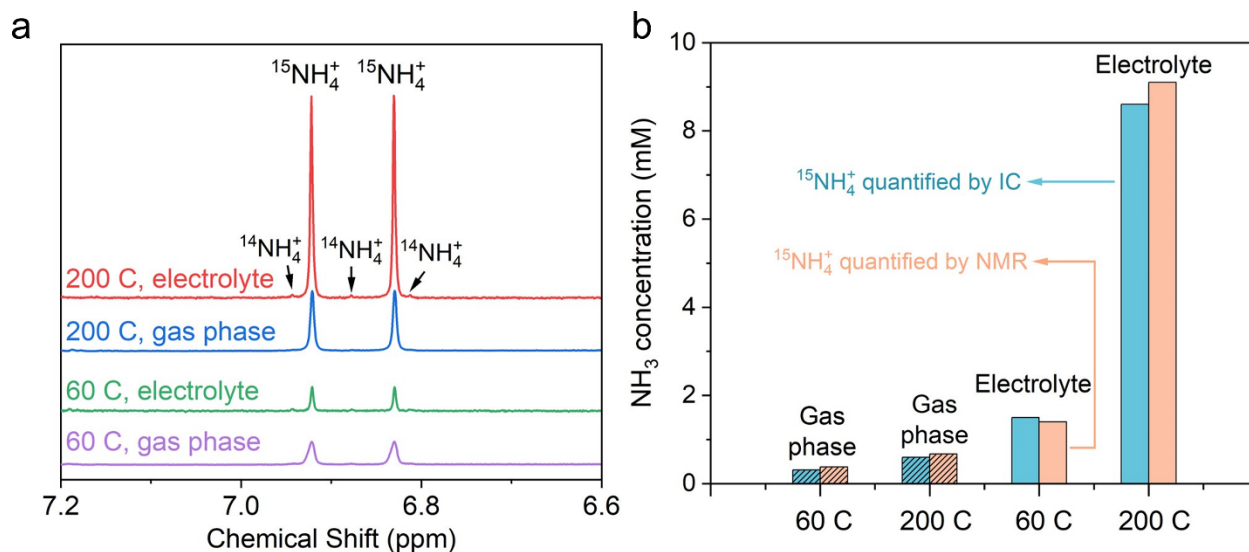 a
¹⁵NH₄⁺ ¹⁵NH₄⁺
¹⁴NH₄⁺ ¹⁴NH₄⁺ ¹⁴NH₄⁺
200 C, electrolyte
200 C, gas phase
60 C, electrolyte
60 C, gas phase
7.2 7.0 6.8 6.6
Chemical Shift (ppm)
b
NH₃ concentration (mM)
10
8
6
4
2
0
Electrolyte
¹⁵NH₄⁺ quantified by IC
¹⁵NH₄⁺ quantified by NMR
Electrolyte
Gas
phase
Gas
phase
60 C 200 C 60 C 200 C